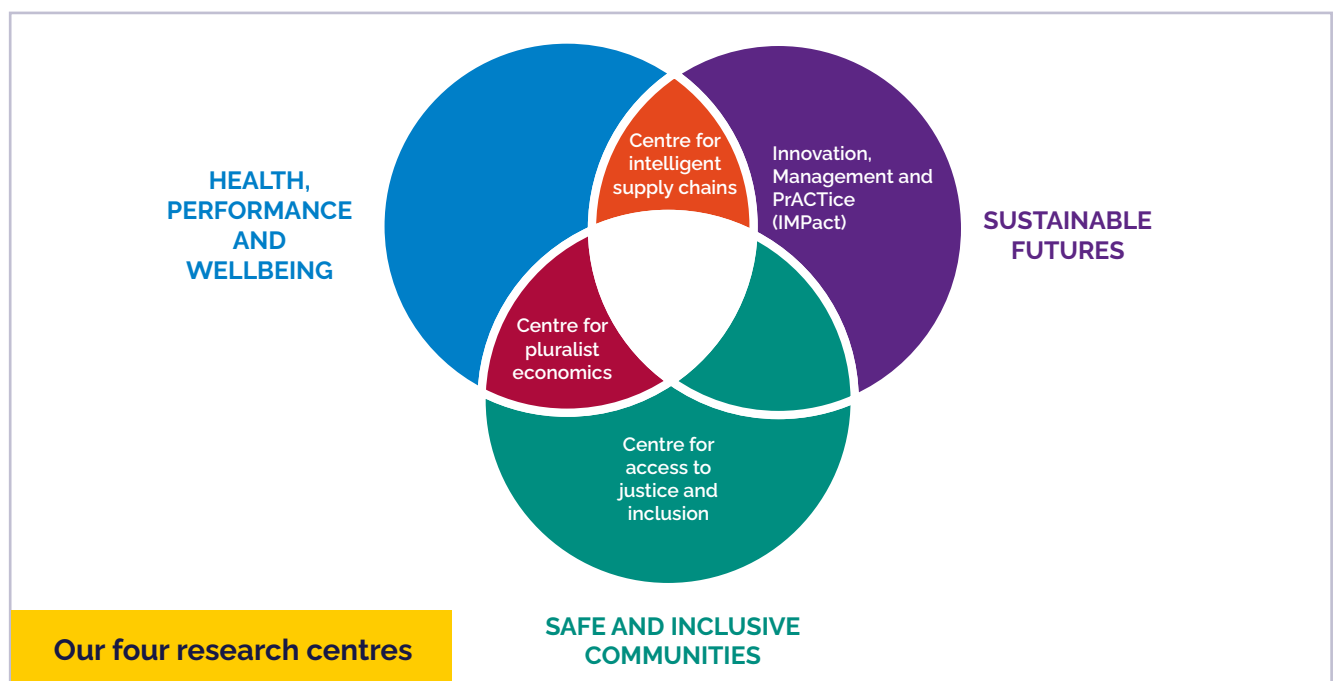 HEALTH,
PERFORMANCE
AND
WELLBEING
Centre for
intelligent
supply chains
Innovation,
Management and
PrACTice
(IMPact)
SUSTAINABLE
FUTURES
Centre for
pluralist
economics
Centre for
access to
justice and
inclusion
SAFE AND INCLUSIVE
COMMUNITIES
Our four research centres